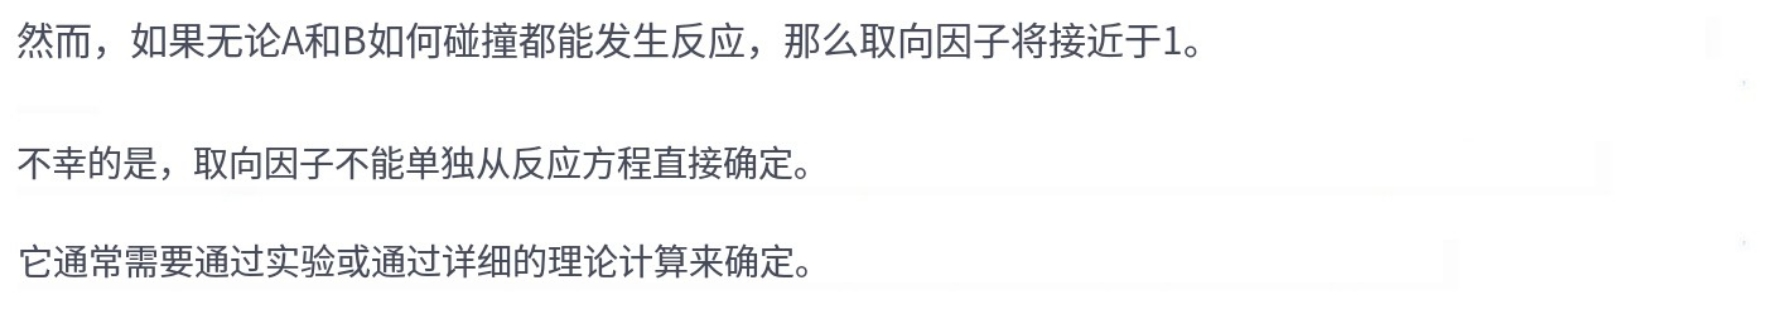 然而，如果无论A和B如何碰撞都能发生反应，那么取向因子将接近于1。
不幸的是，取向因子不能单独从反应方程直接确定。
它通常需要通过实验或通过详细的理论计算来确定。